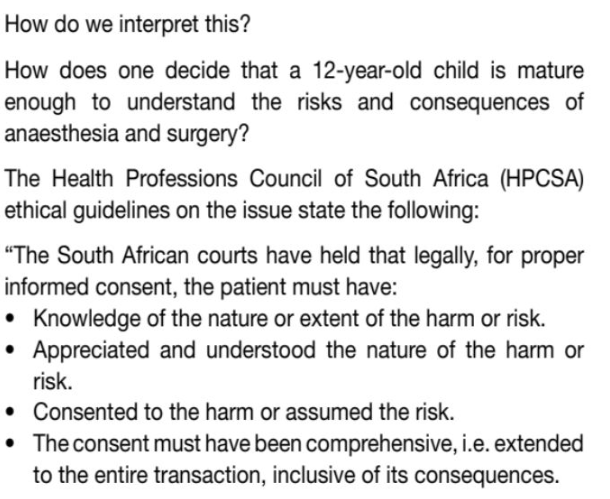 How do we interpret this?
How does one decide that a 12-year-old child is mature
enough to understand the risks and consequences of
anaesthesia and surgery?
The Health Professions Council of South Africa (HPCSA)
ethical guidelines on the issue state the following:
“The South African courts have held that legally, for proper
informed consent, the patient must have:
• Knowledge of the nature or extent of the harm or risk.
• Appreciated and understood the nature of the harm or
risk.
• Consented to the harm or assumed the risk.
• The consent must have been comprehensive, i.e. extended
to the entire transaction, inclusive of its consequences.